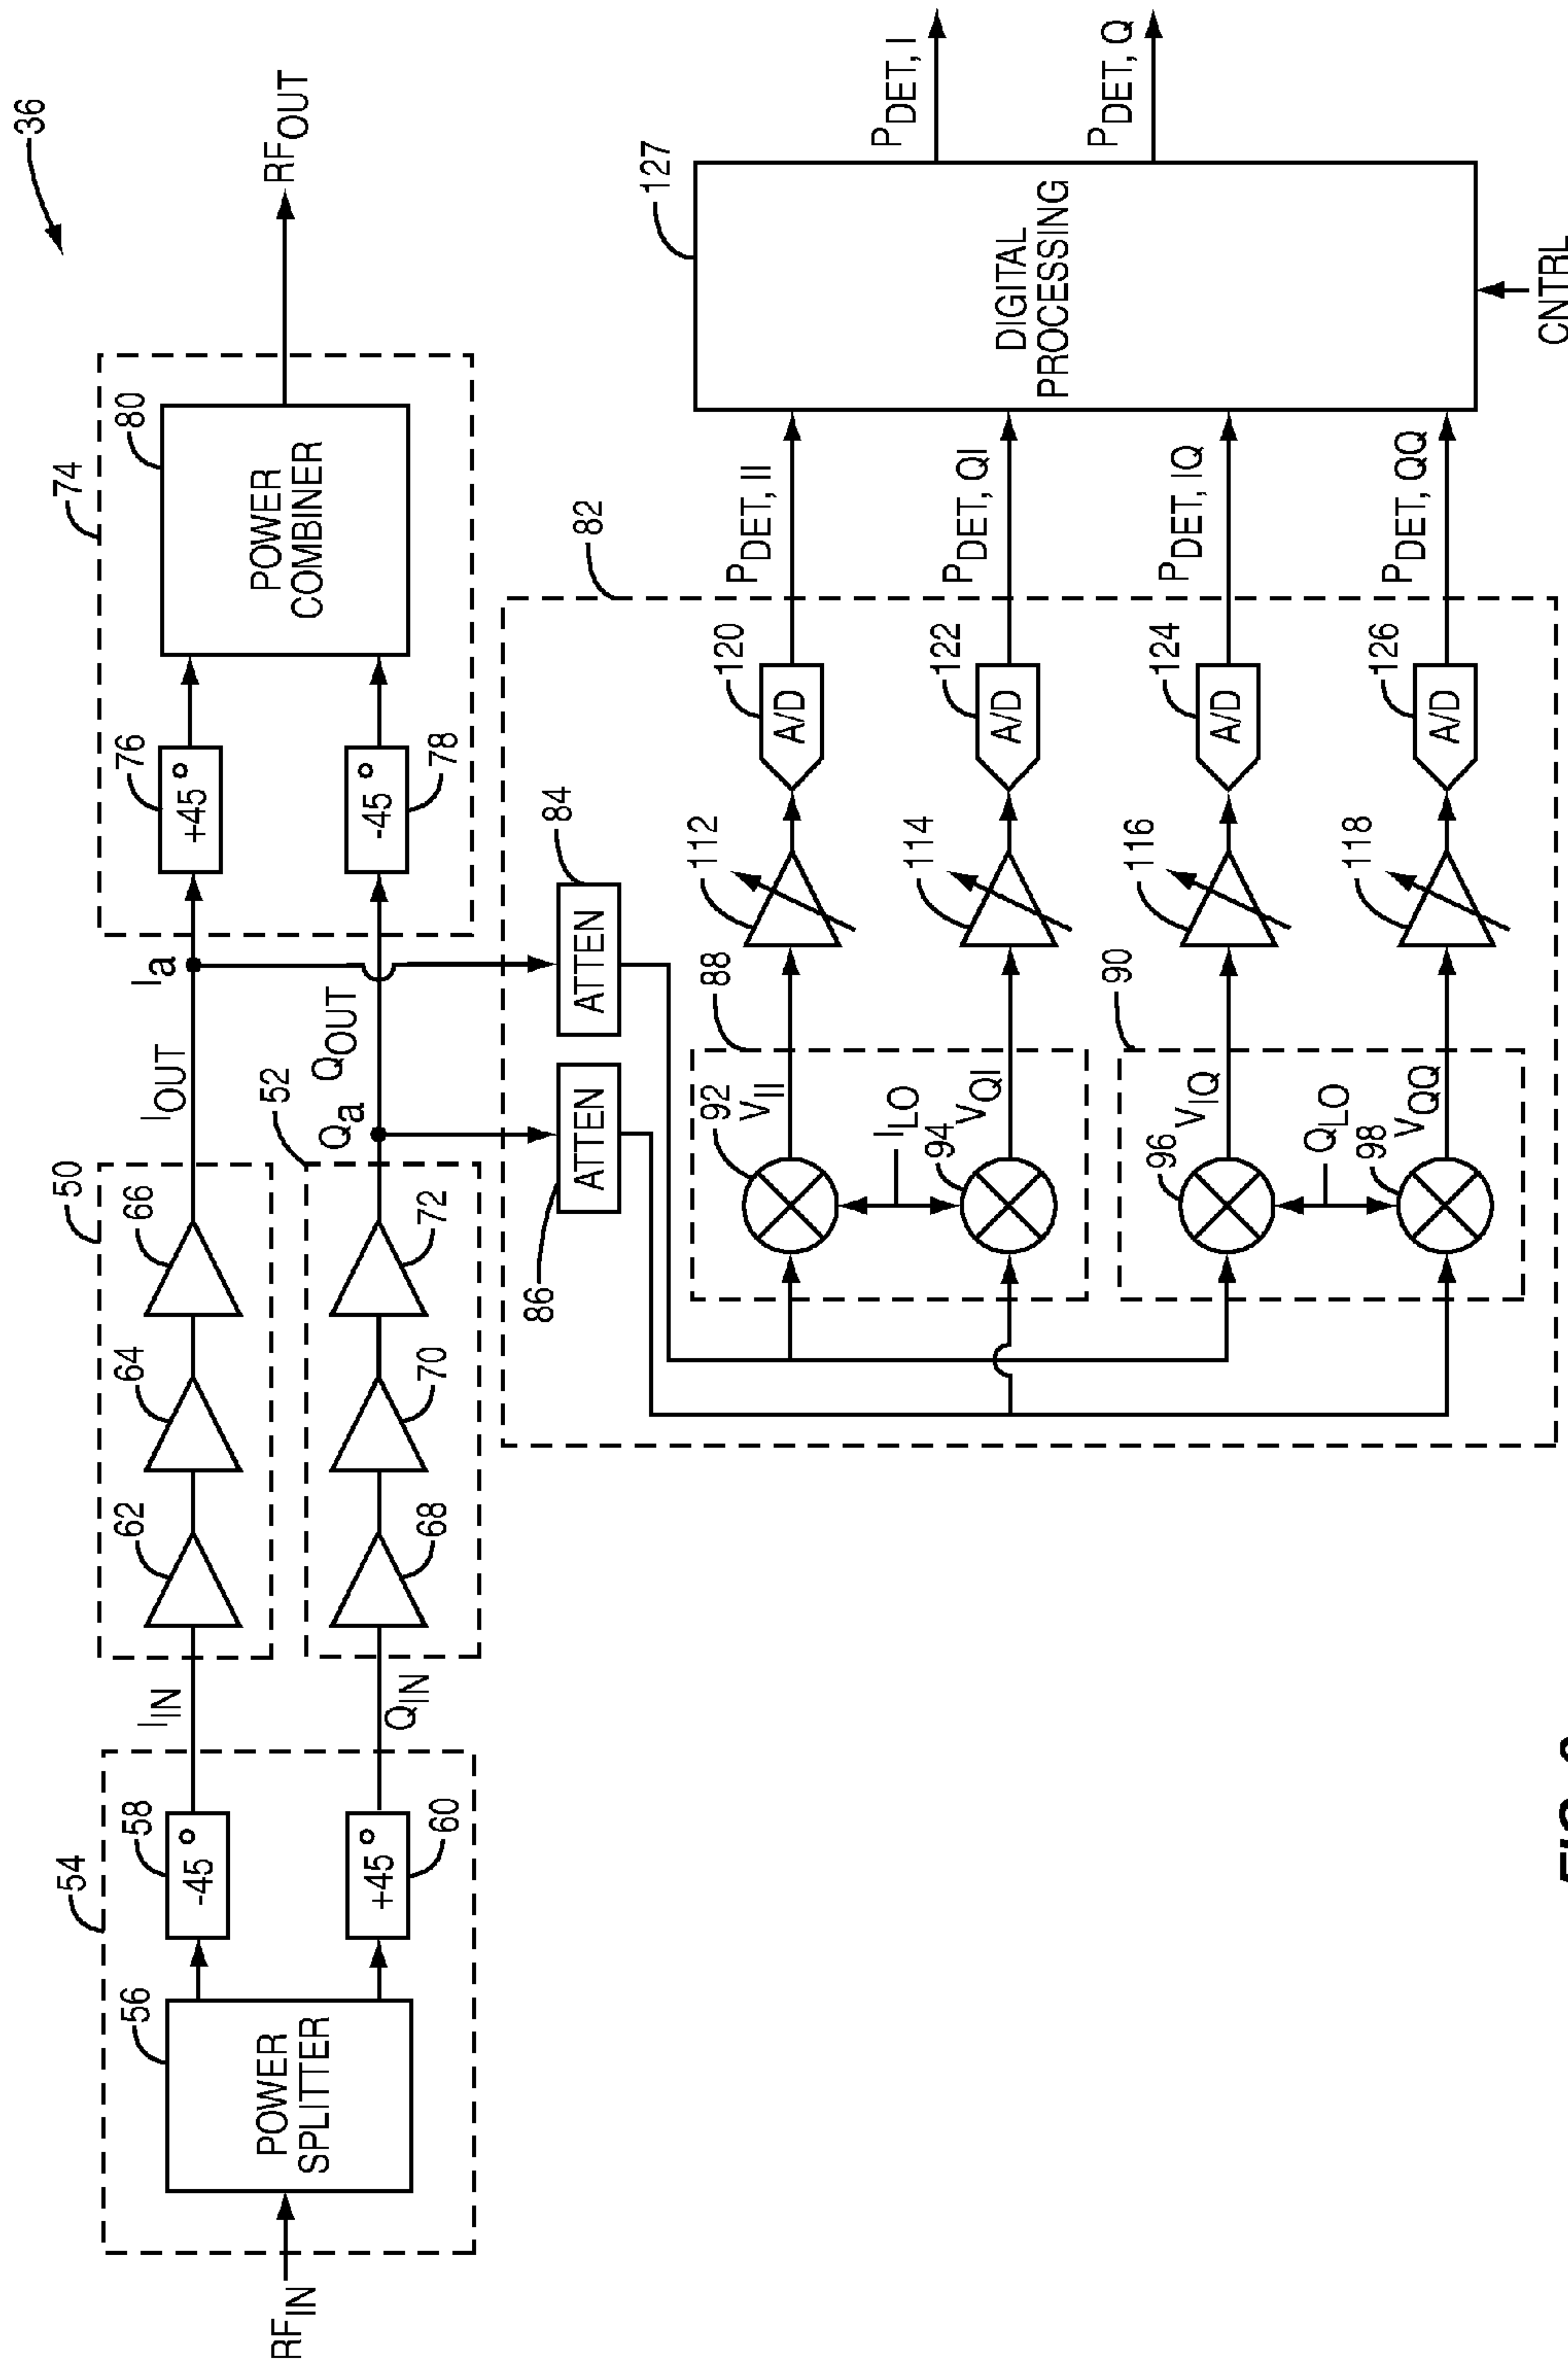 36
54
56
POWER
SPLITTER
58
-45°
60
+45°
RF_IN
I_IN
Q_IN
50
62
64
66
52
68
70
72
I_OUT
I_a
Q_a
Q_OUT
74
76
+45°
78
-45°
80
POWER
COMBINER
RF_OUT
82
84
ATTEN
86
ATTEN
88
92
V_II
I_LO
94
V_QI
90
96
V_IQ
Q_LO
98
V_QQ
112
114
116
118
120
A/D
122
A/D
124
A/D
126
A/D
P_DET, II
P_DET, QI
P_DET, IQ
P_DET, QQ
127
DIGITAL
PROCESSING
CNTRL
P_DET, I
P_DET, Q